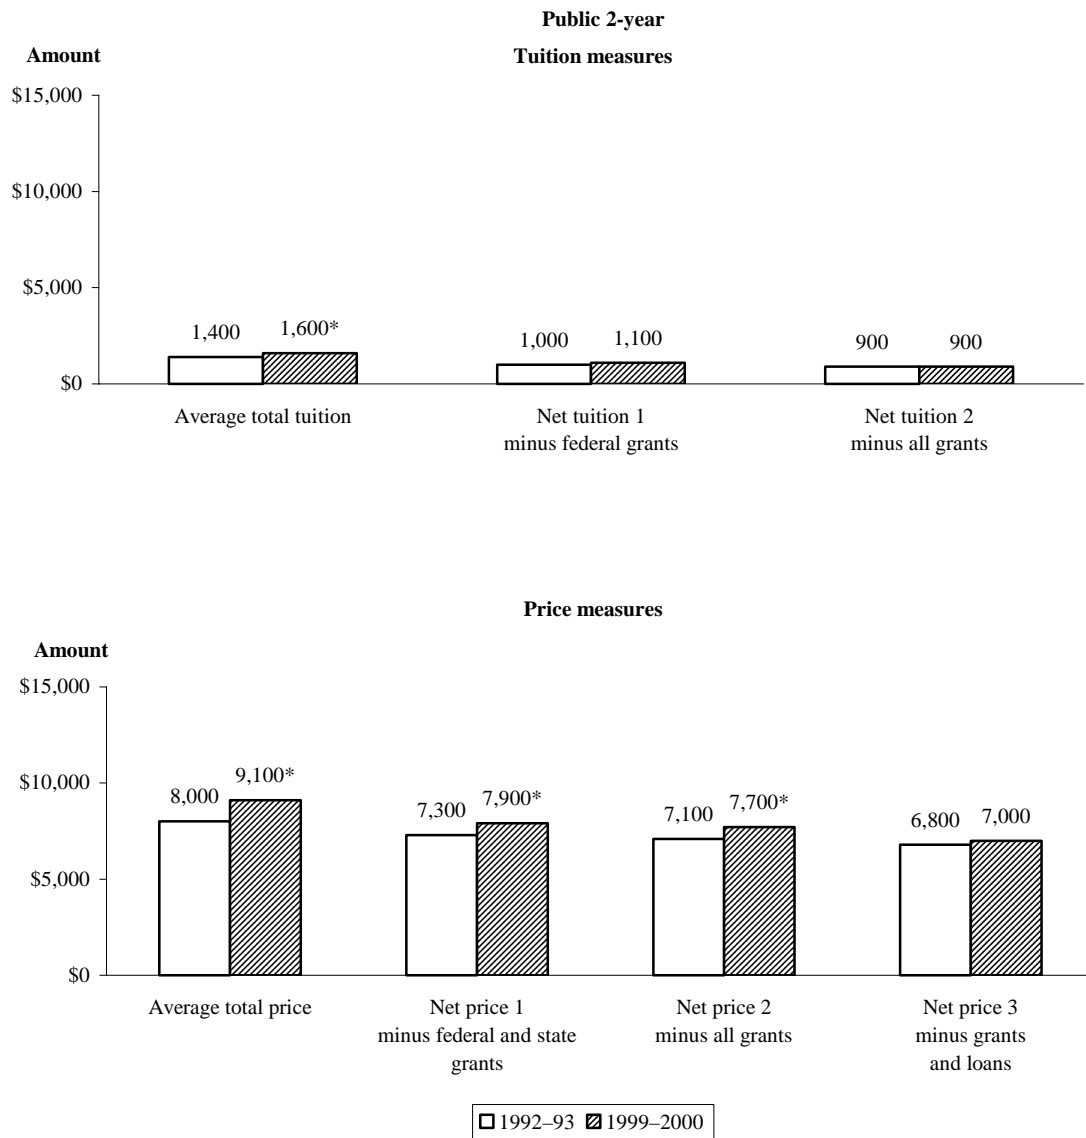 Public 2-year
Amount
Tuition measures
$15,000
$10,000
$5,000
$0
1,400
1,600*
1,000
1,100
900
900
Average total tuition
Net tuition 1
minus federal grants
Net tuition 2
minus all grants
Price measures
Amount
$15,000
$10,000
$5,000
$0
8,000
9,100*
7,300
7,900*
7,100
7,700*
6,800
7,000
Average total price
Net price 1
minus federal and state
grants
Net price 2
minus all grants
Net price 3
minus grants
and loans
1992–93
1999–2000